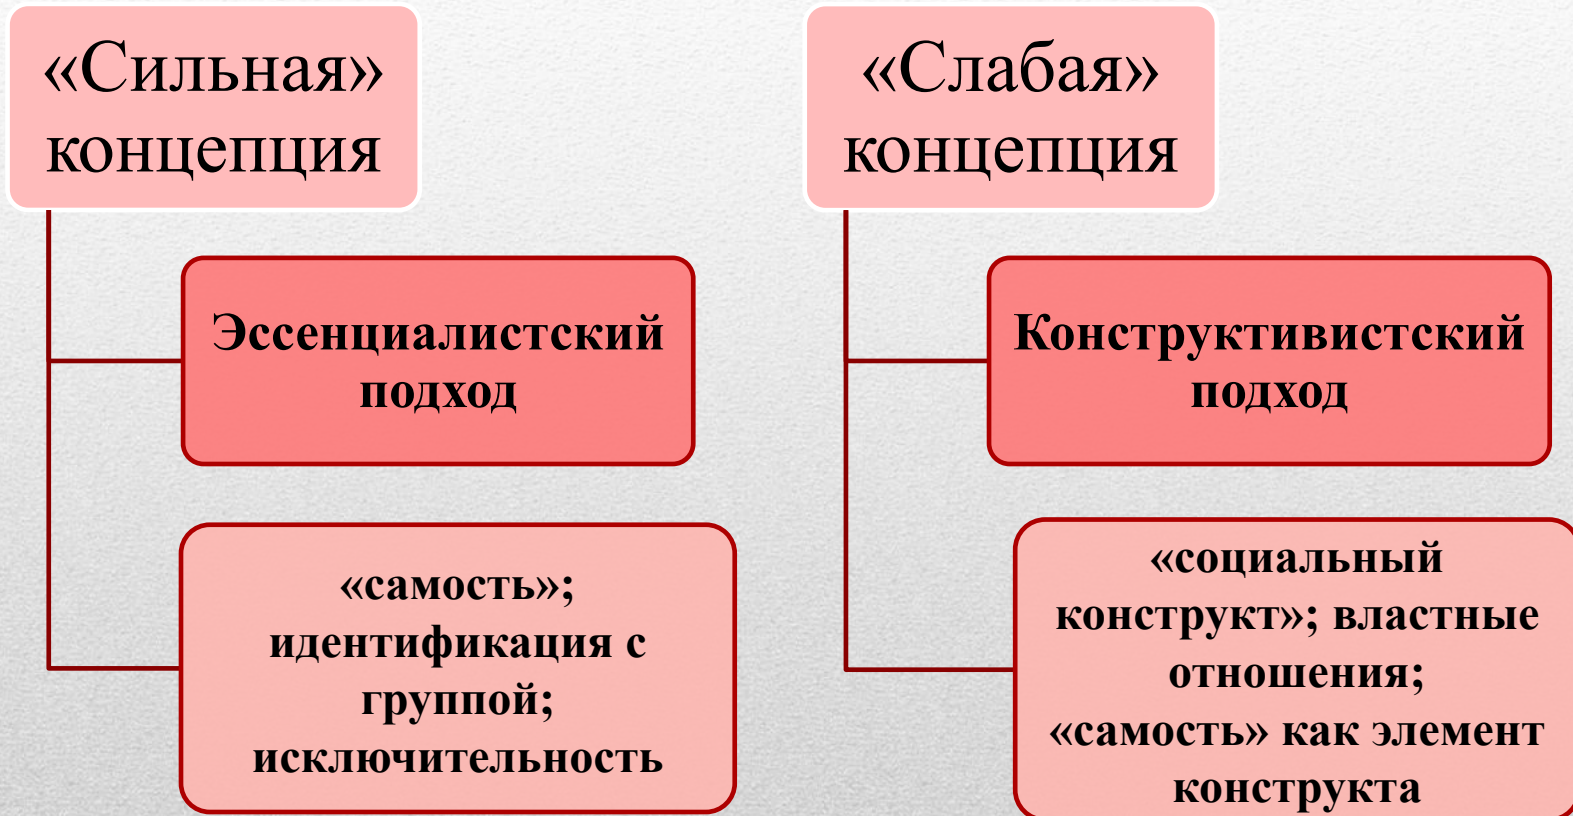 «Сильная»
концепция
Эссенциалистский
подход
«самость»;
идентификация с
группой;
исключительность
«Слабая»
концепция
Конструктивистский
подход
«социальный
конструкт»; властные
отношения;
«самость» как элемент
конструкта